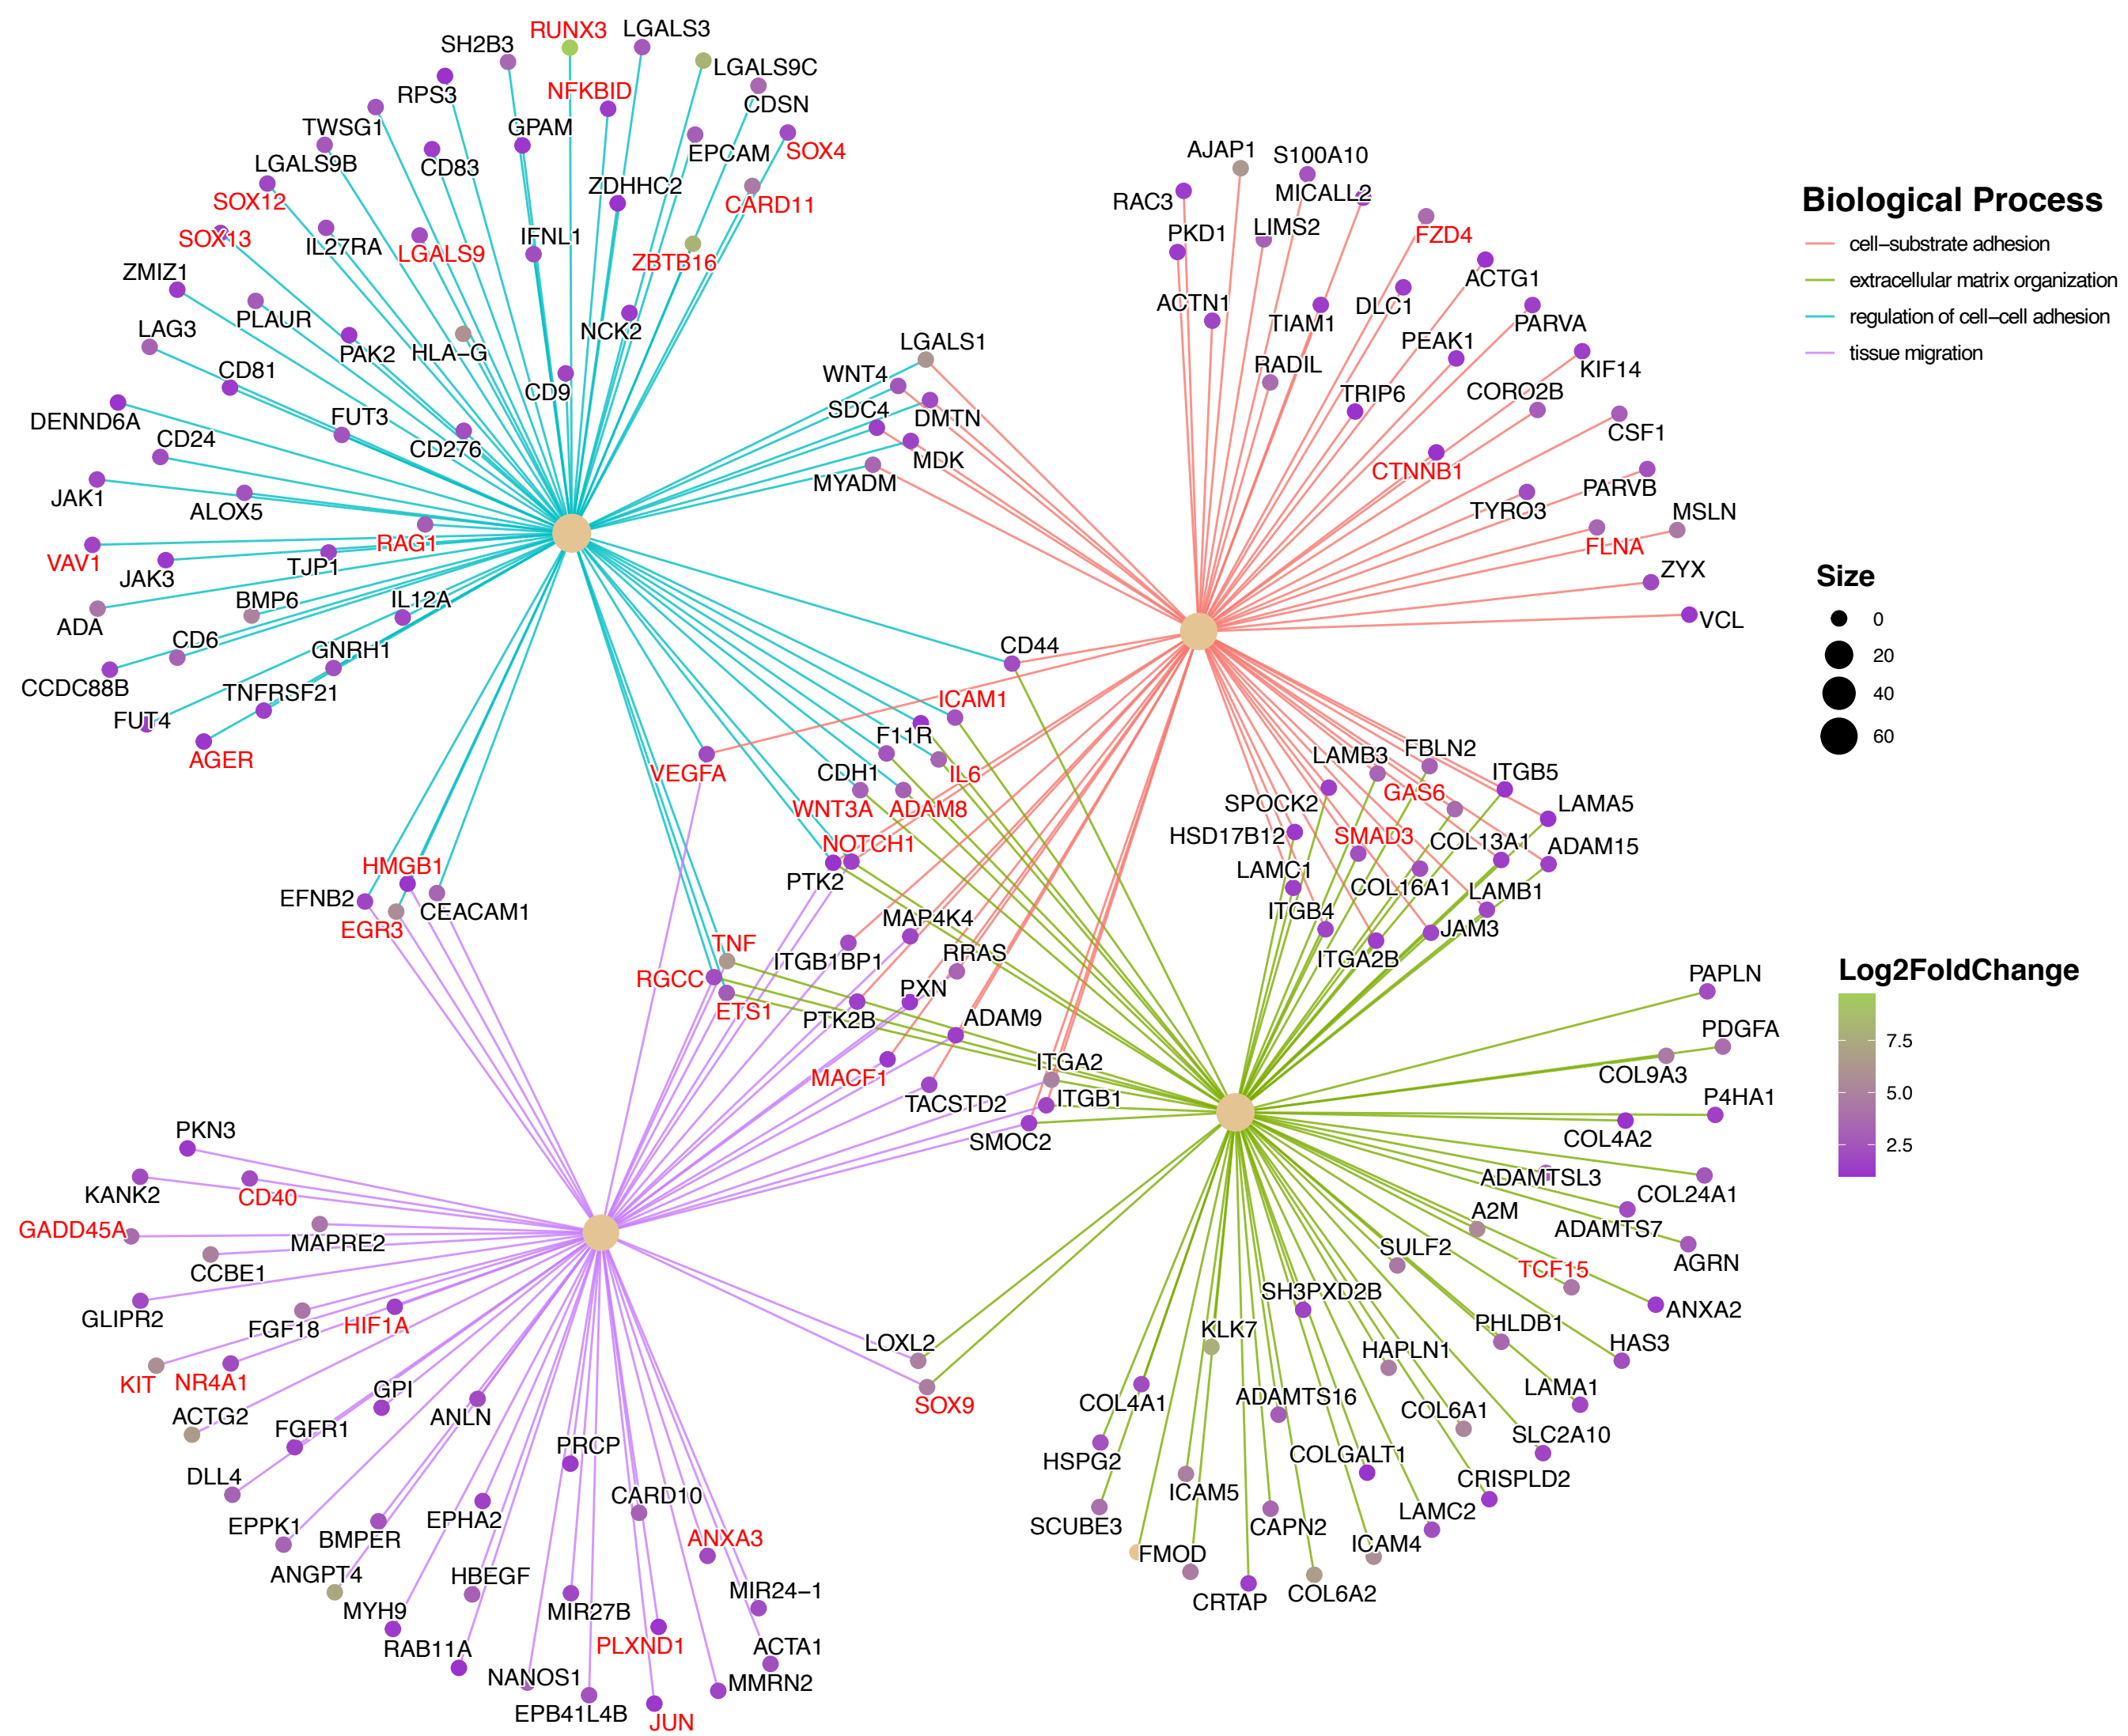 RUNX3
LGALS3
SH2B3
LGALS9C
RPS3
NFKBID
CDSN
TWSG1
GPAM
EPCAM
SOX4
LGALS9B
CD83
ZDHHC2
SOX12
CARD11
SOX13
IL27RA
LGALS9
IFNL1
ZBTB16
ZMIZ1
PLAUR
LAG3
PAK2
HLA−G
NCK2
CD81
CD9
DENND6A
FUT3
CD24
CD276
JAK1
ALOX5
VAV1
RAG1
JAK3
TJP1
ADA
BMP6
IL12A
CD6
GNRH1
CCDC88B
TNFRSF21
FUT4
AGER
LGALS1
WNT4
SDC4
DMTN
MDK
MYADM
AJAP1
S100A10
RAC3
MICALL2
PKD1
LIMS2
FZD4
ACTG1
ACTN1
TIAM1
DLC1
PARVA
PEAK1
RADIL
KIF14
TRIP6
CORO2B
CSF1
CTNNB1
TYRO3
PARVB
MSLN
FLNA
ZYX
VCL
CD44
ICAM1
F11R
VEGFA
CDH1
IL6
WNT3A
ADAM8
NOTCH1
PTK2
HMGB1
EFNB2
CEACAM1
EGR3
TNF
RGCC
ETS1
MAP4K4
ITGB1BP1
RRAS
PXN
PTK2B
ADAM9
MACF1
ITGA2
TACSTD2
ITGB1
SMOC2
LAMB3
FBLN2
ITGB5
GAS6
SPOCK2
LAMA5
HSD17B12
SMAD3
COL13A1
ADAM15
LAMC1
COL16A1
LAMB1
ITGB4
JAM3
ITGA2B
PAPLN
PDGFA
COL9A3
P4HA1
COL4A2
ADAMTSL3
COL24A1
A2M
ADAMTS7
SULF2
AGRN
TCF15
SH3PXD2B
ANXA2
KLK7
PHLDB1
HAPLN1
HAS3
COL4A1
ADAMTS16
LAMA1
COL6A1
HSPG2
COLGALT1
SLC2A10
ICAM5
CRISPLD2
SCUBE3
CAPN2
LAMC2
FMOD
ICAM4
CRTAP
COL6A2
LOXL2
SOX9
PKN3
KANK2
CD40
GADD45A
MAPRE2
CCBE1
GLIPR2
FGF18
HIF1A
KIT
NR4A1
ACTG2
GPI
ANLN
FGFR1
DLL4
PRCP
EPPK1
BMPER
EPHA2
CARD10
ANXA3
ANGPT4
HBEGF
MYH9
MIR27B
MIR24−1
RAB11A
PLXND1
ACTA1
NANOS1
MMRN2
EPB41L4B
JUN
Biological Process
cell−substrate adhesion
extracellular matrix organization
regulation of cell−cell adhesion
tissue migration
Size
0
20
40
60
Log2FoldChange
7.5
5.0
2.5